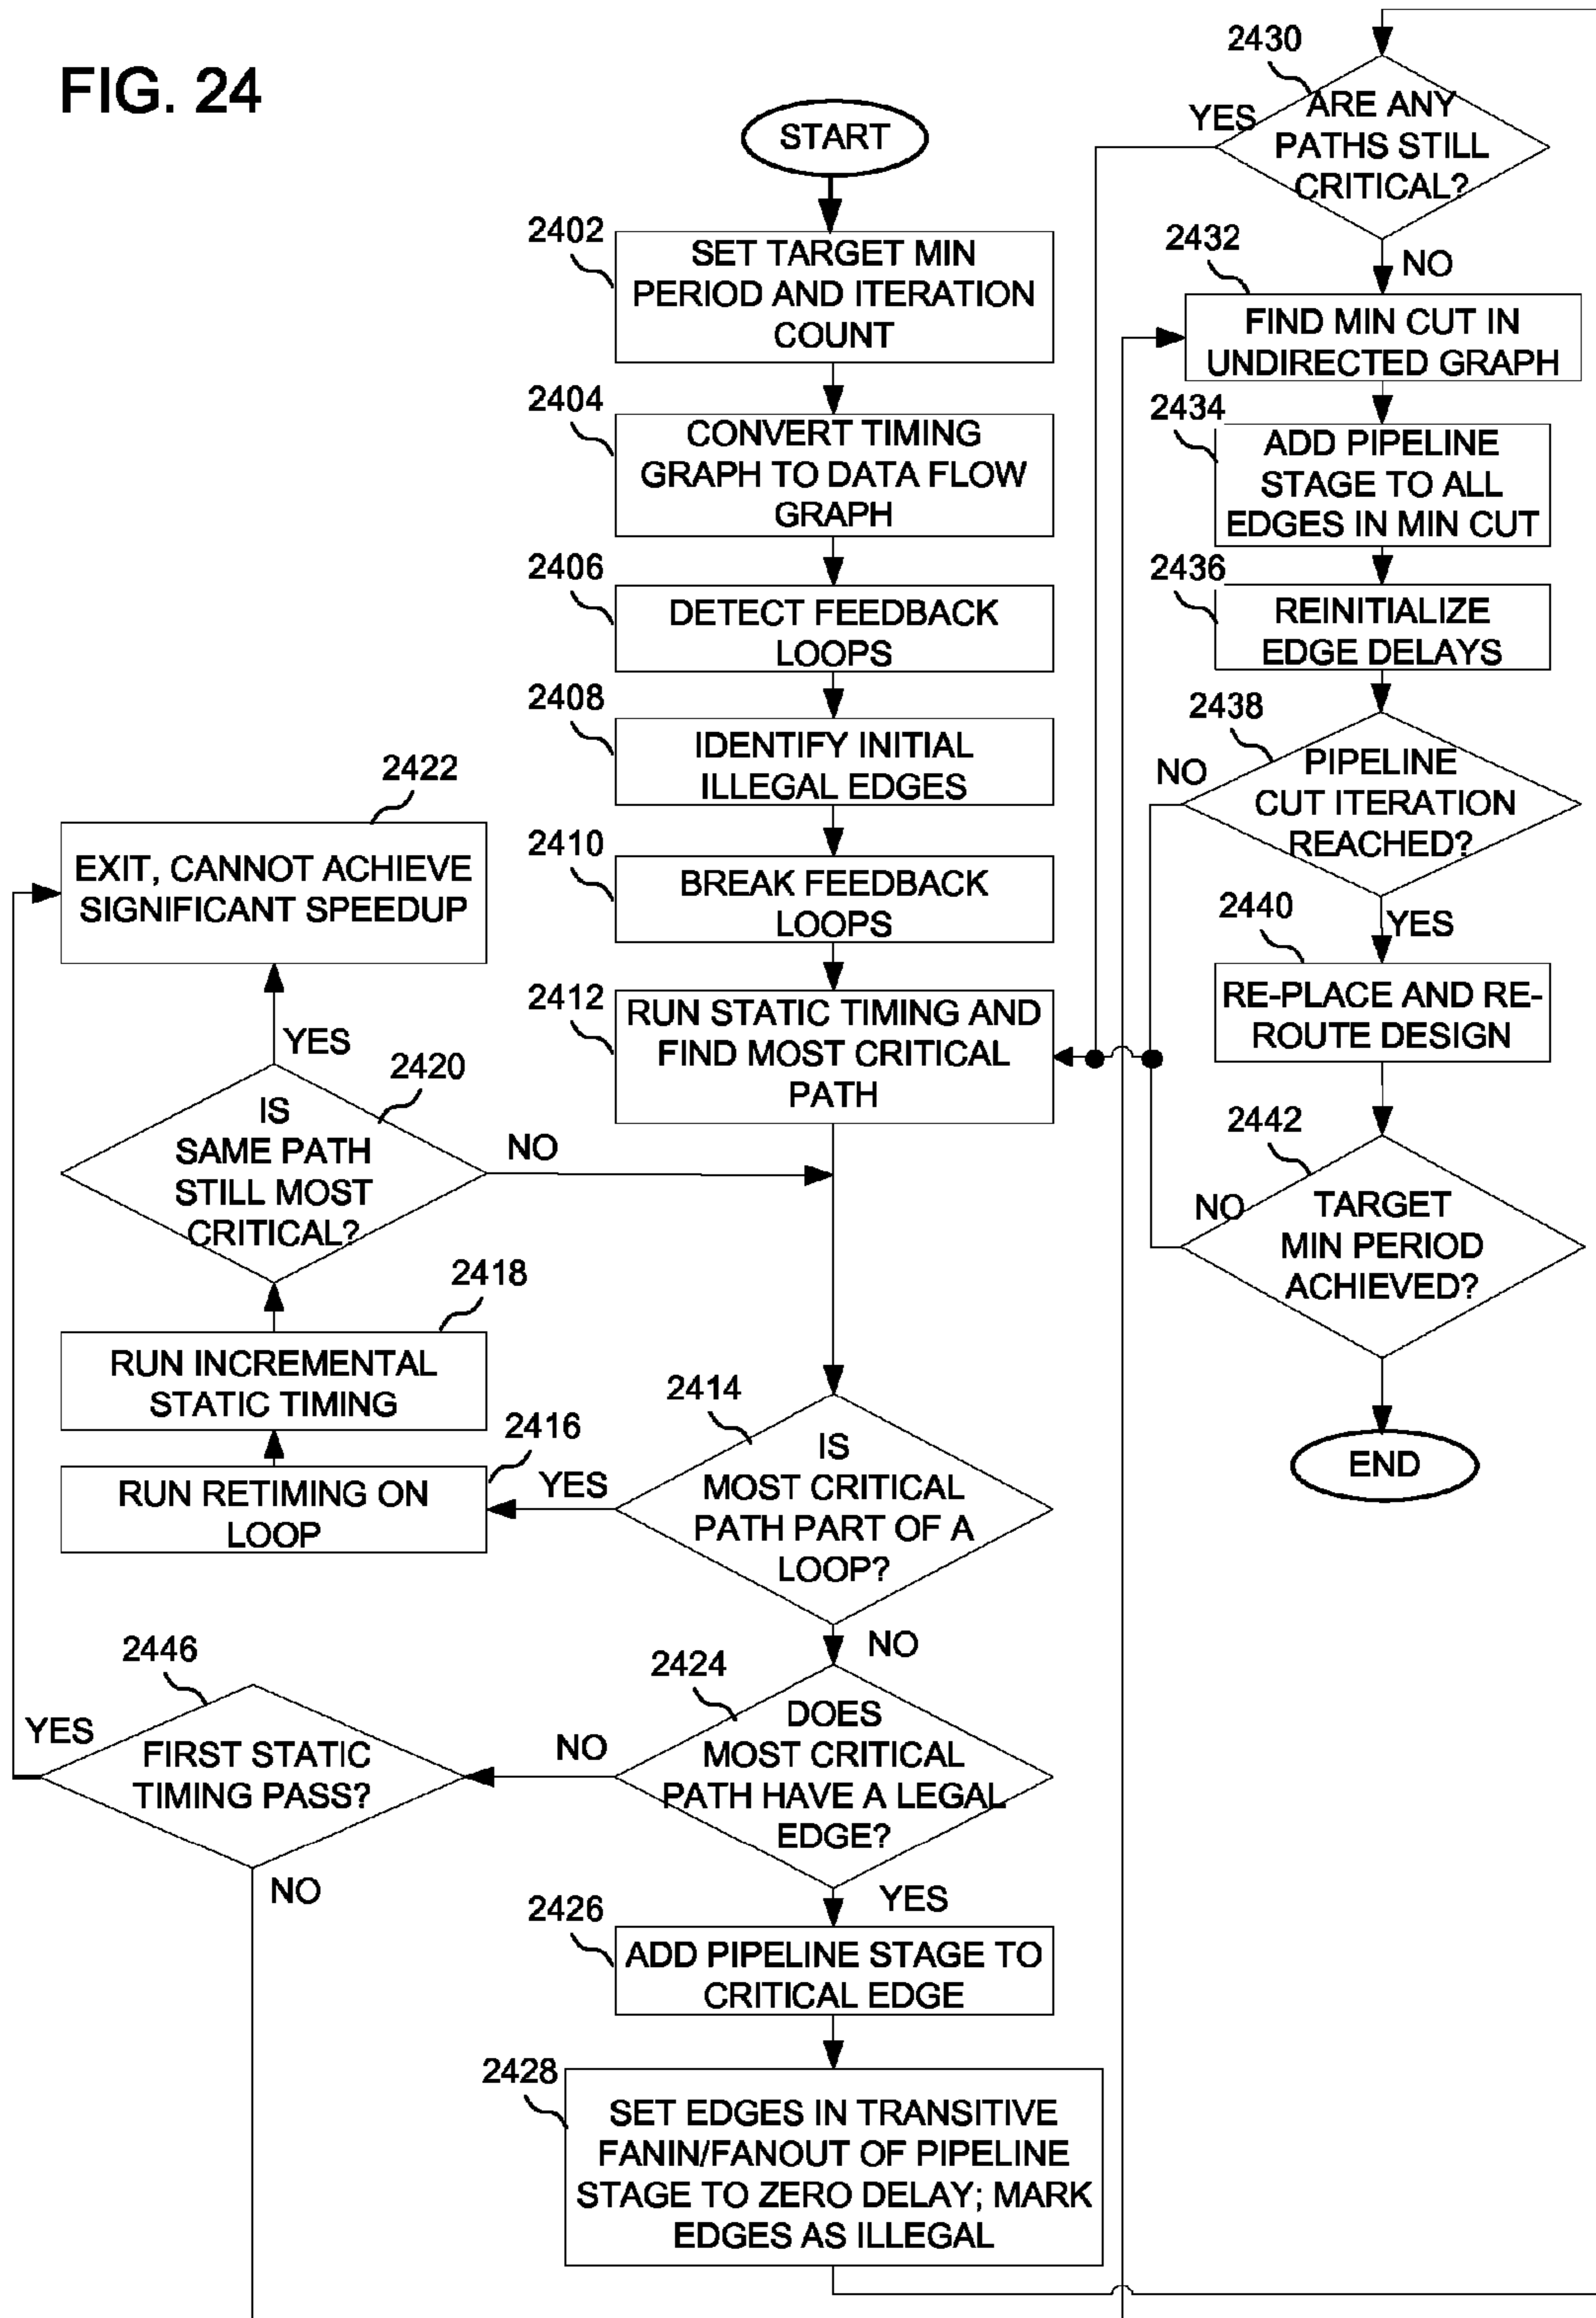 FIG. 24
START
2402
SET TARGET MIN
PERIOD AND ITERATION
COUNT
2404
CONVERT TIMING
GRAPH TO DATA FLOW
GRAPH
2406
DETECT FEEDBACK
LOOPS
2408
IDENTIFY INITIAL
ILLEGAL EDGES
2410
BREAK FEEDBACK
LOOPS
2412
RUN STATIC TIMING AND
FIND MOST CRITICAL
PATH
2414
IS
MOST CRITICAL
PATH PART OF A
LOOP?
YES
NO
2416
RUN RETIMING ON
LOOP
2418
RUN INCREMENTAL
STATIC TIMING
2420
IS
SAME PATH
STILL MOST
CRITICAL?
YES
NO
2422
EXIT, CANNOT ACHIEVE
SIGNIFICANT SPEEDUP
2424
DOES
MOST CRITICAL
PATH HAVE A LEGAL
EDGE?
NO
YES
2446
FIRST STATIC
TIMING PASS?
YES
NO
2426
ADD PIPELINE STAGE TO
CRITICAL EDGE
2428
SET EDGES IN TRANSITIVE
FANIN/FANOUT OF PIPELINE
STAGE TO ZERO DELAY; MARK
EDGES AS ILLEGAL
2430
ARE ANY
PATHS STILL
CRITICAL?
YES
NO
2432
FIND MIN CUT IN
UNDIRECTED GRAPH
2434
ADD PIPELINE
STAGE TO ALL
EDGES IN MIN CUT
2436
REINITIALIZE
EDGE DELAYS
2438
PIPELINE
CUT ITERATION
REACHED?
NO
YES
2440
RE-PLACE AND RE-
ROUTE DESIGN
2442
TARGET
MIN PERIOD
ACHIEVED?
NO
END